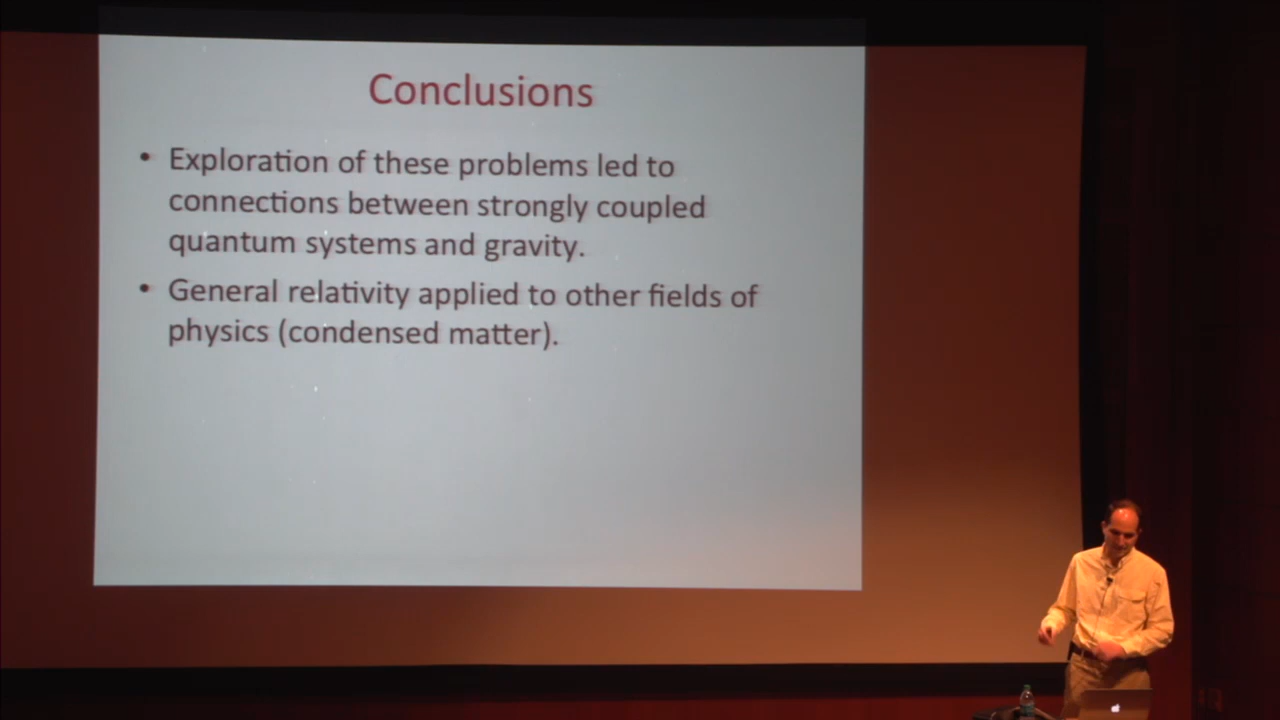 Conclusions
• Exploration of these problems led to
connections between strongly coupled
quantum systems and gravity.
• General relativity applied to other fields of
physics (condensed matter).